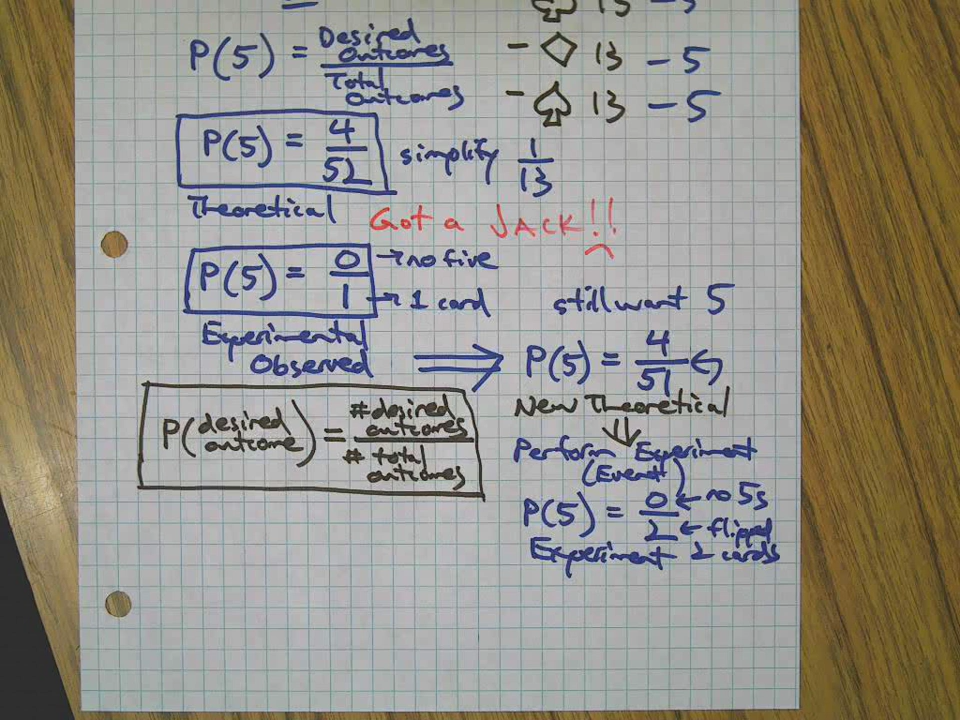 ♤ 13 - 5
P(5) = Desired Outcomes / Total Outcomes
- ♢ 13 - 5
- ♤ 13 - 5
P(5) = 4/52
simplify 1/13
Theoretical
Got a JACK!!
P(5) = 0/1
→ no five
→ 1 card
Experimental
Observed
still want 5
⇒ P(5) = 4/51
New Theoretical
P(desired outcome) = # desired outcomes / # total outcomes
⇓
Perform Experiment
(Event)
P(5) = 0/2
← no 5s
← flipped
2 cards
Experiment